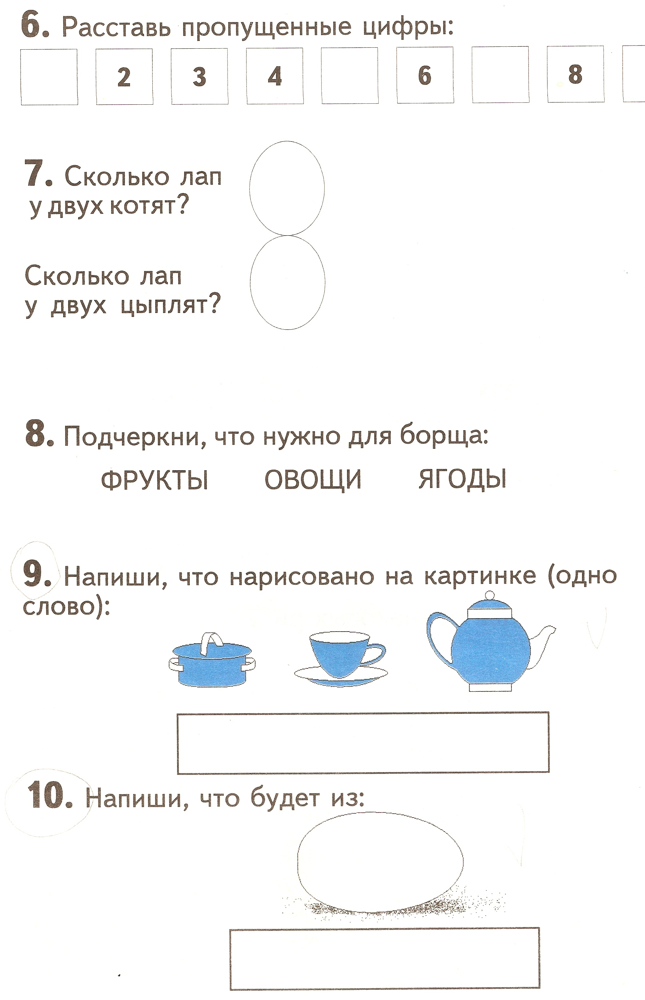 6. Расставь пропущенные цифры:
2 3 4 6 8
7. Сколько лап
у двух котят?
Сколько лап
у двух цыплят?
8. Подчеркни, что нужно для борща:
ФРУКТЫ ОВОЩИ ЯГОДЫ
9. Напиши, что нарисовано на картинке (одно
слово):
10. Напиши, что будет из: